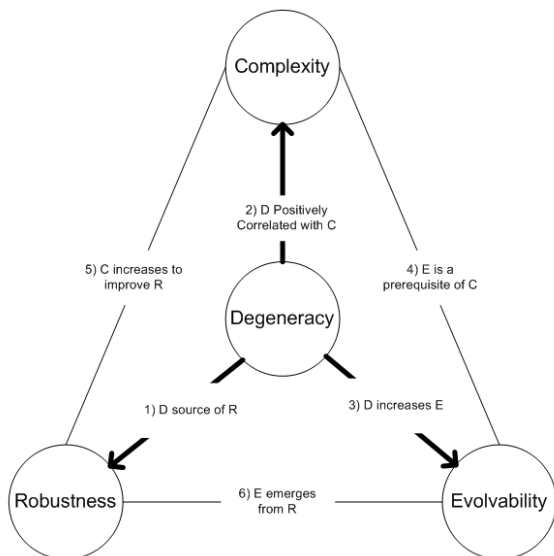 Complexity
2) D Positively
Correlated with C
5) C increases to
improve R
4) E is a
prerequisite of C
Degeneracy
1) D source of R
3) D increases E
Robustness
6) E emerges
from R
Evolvability